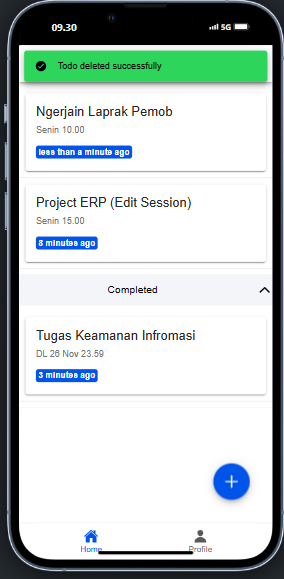 09.30
5G
Todo deleted successfully
Ngerjain Laprak Pemob
Senin 10.00
less than a minute ago
Project ERP (Edit Session)
Senin 15.00
8 minutes ago
Completed
Tugas Keamanan Infromasi
DL 26 Nov 23.59
3 minutes ago
Home
Profile